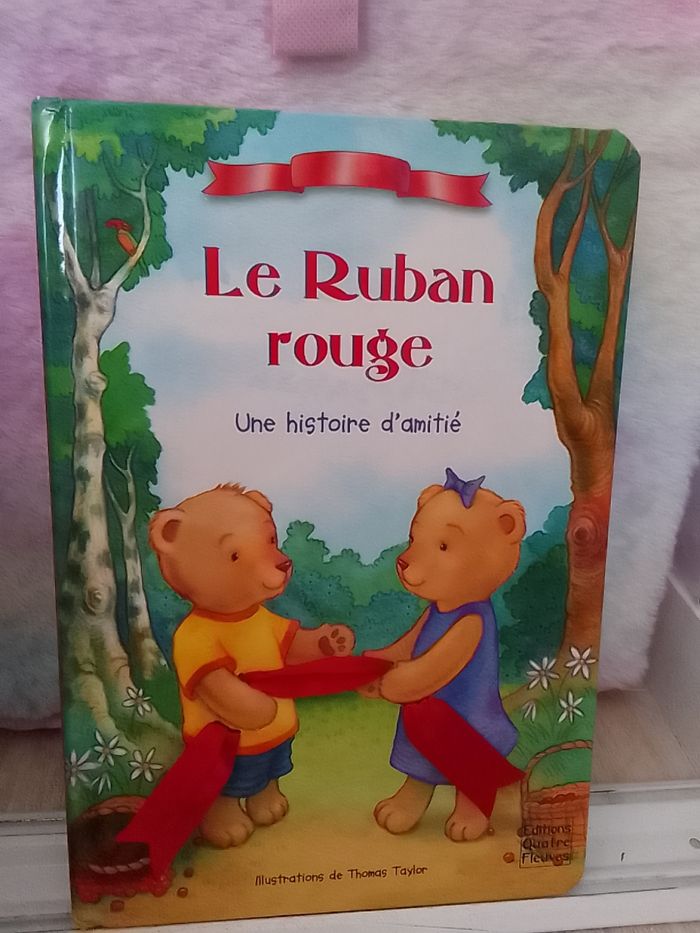 Le Ruban
rouge
Une histoire d'amitié
Illustrations de Thomas Taylor
Editions
Quatre
Fleuves